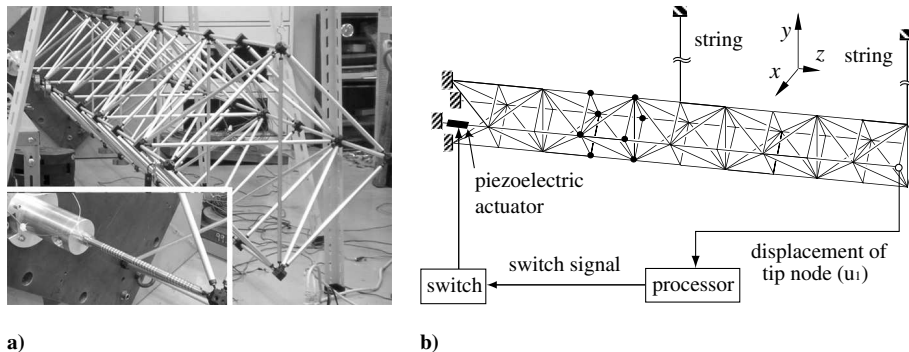 string
y
z
x
string
piezoelectric
actuator
displacement of
tip node (u1)
switch signal
switch
processor
a)
b)